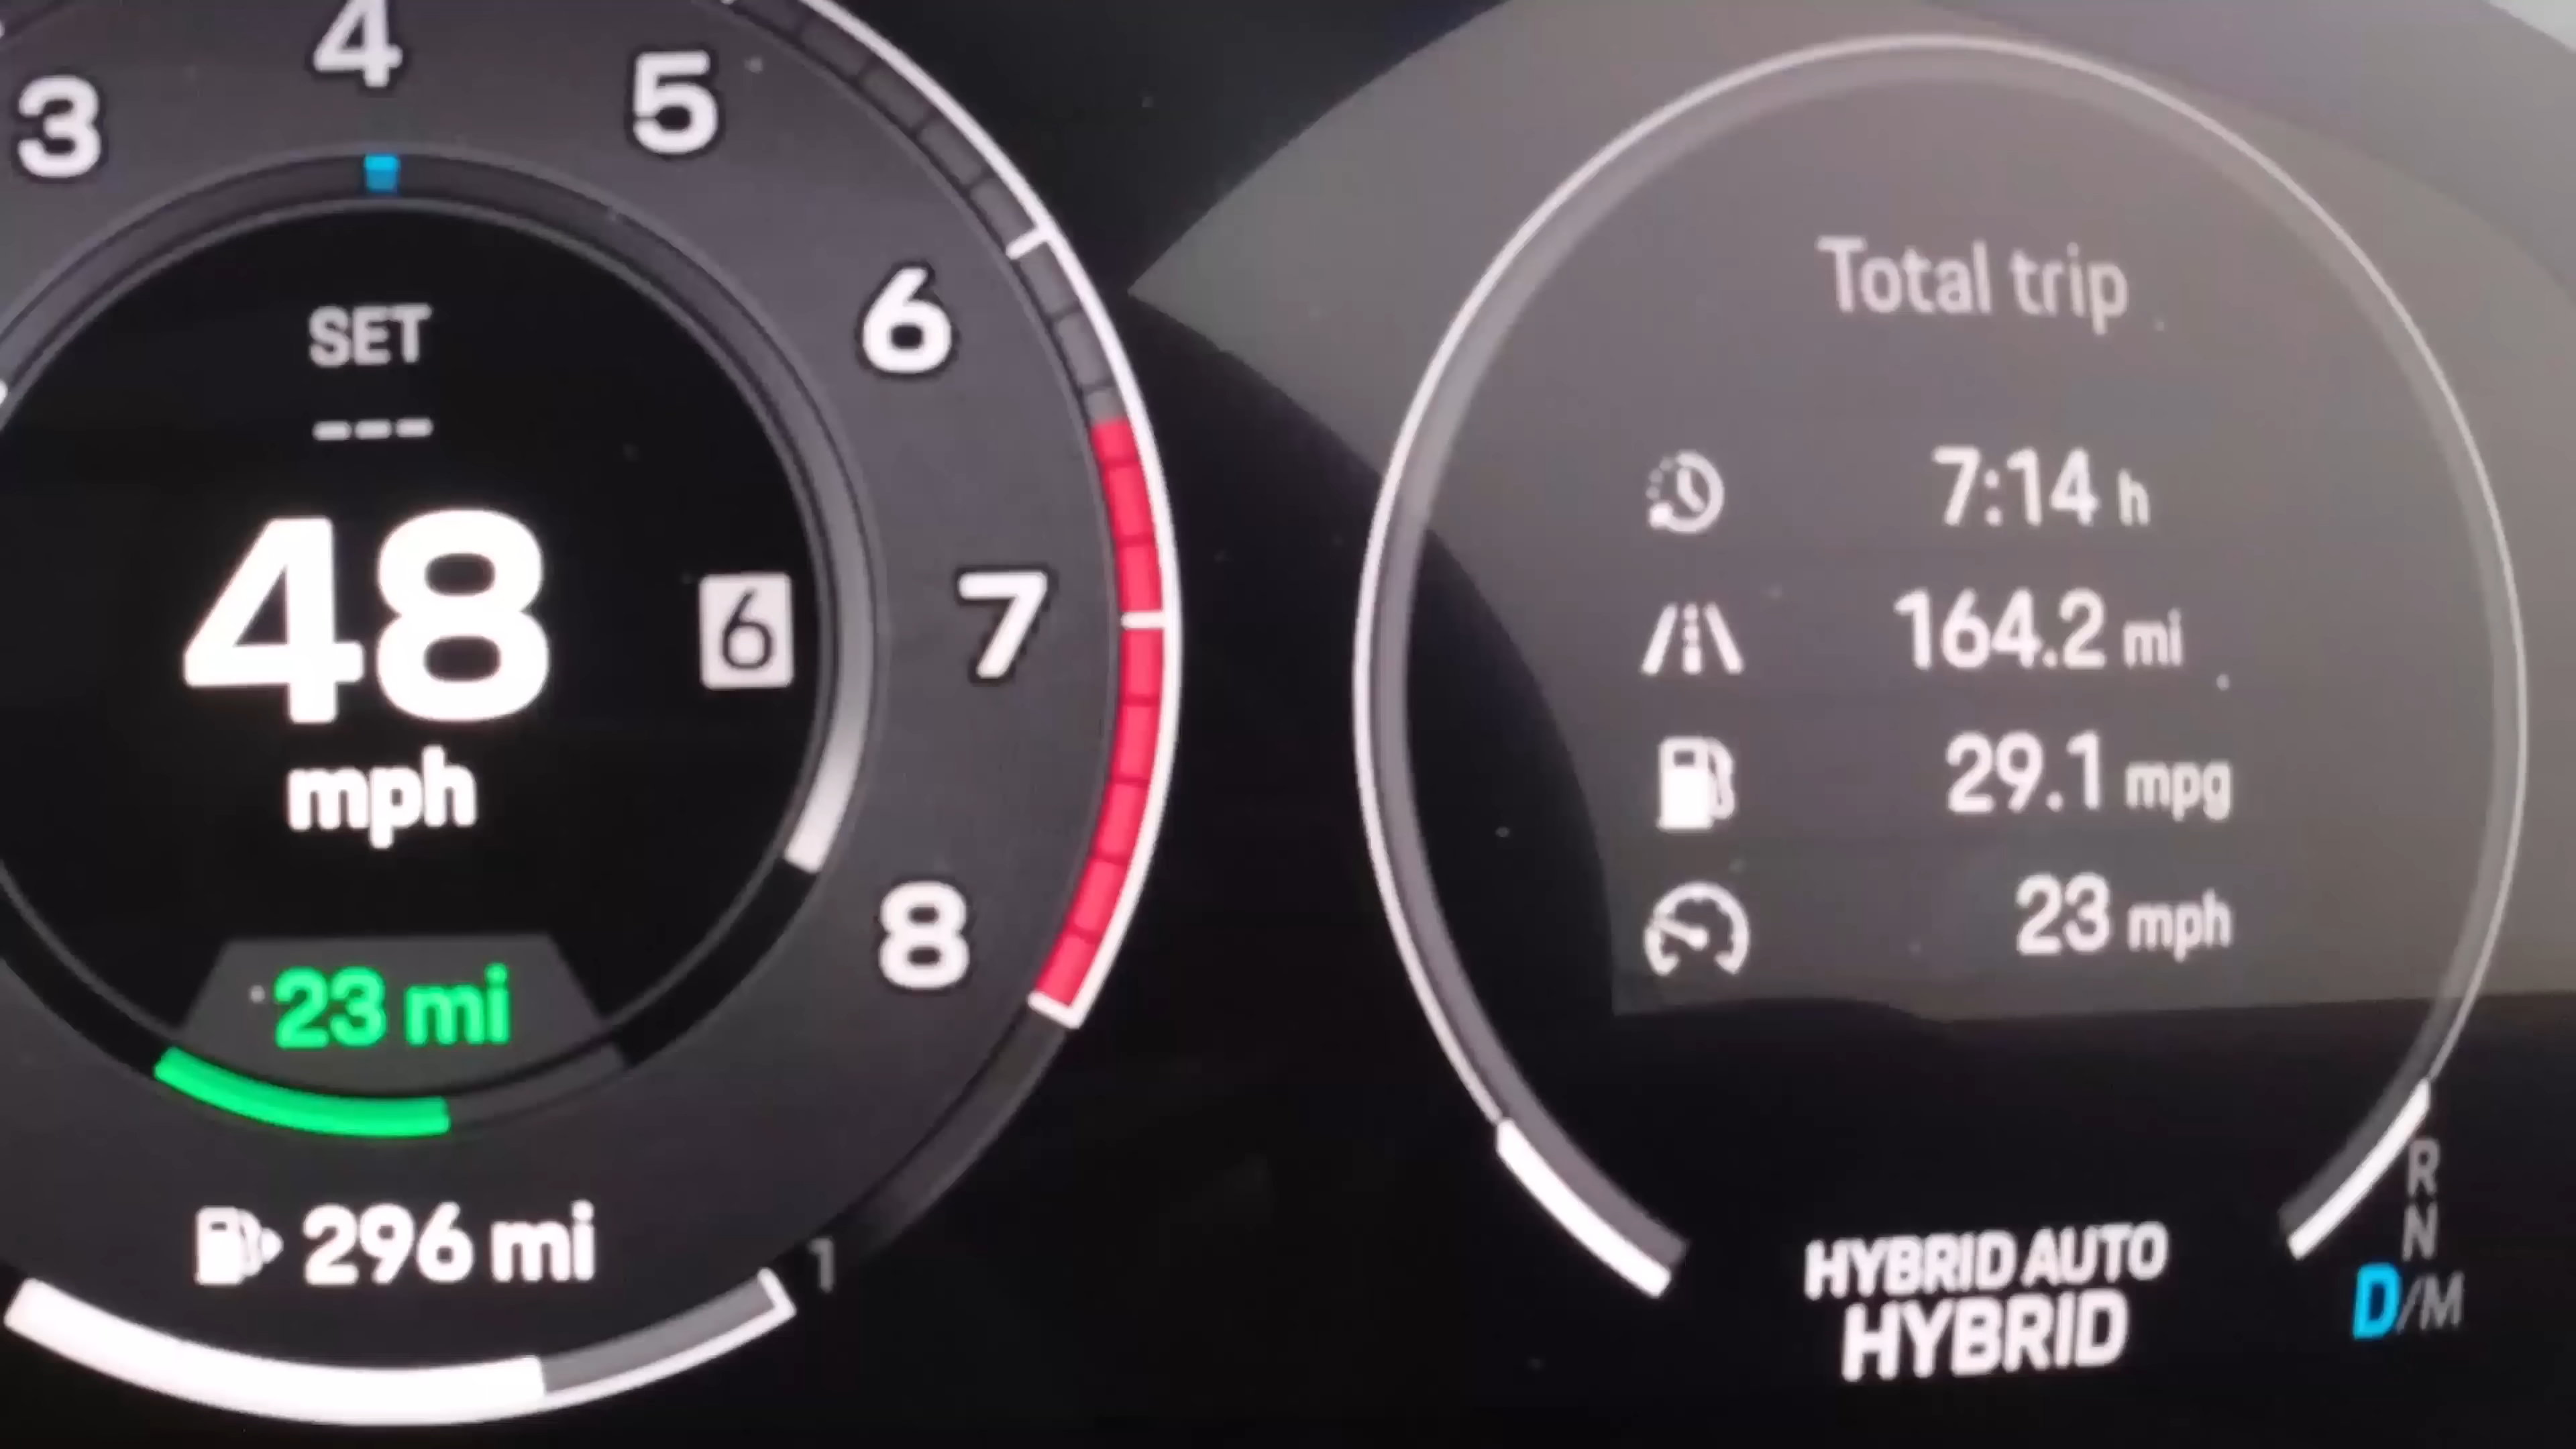 3
4
5
6
7
8
SET
---
48
6
mph
23 mi
296 mi
1
Total trip
7:14 h
164.2 mi
29.1 mpg
23 mph
HYBRID AUTO
HYBRID
R
N
D/M